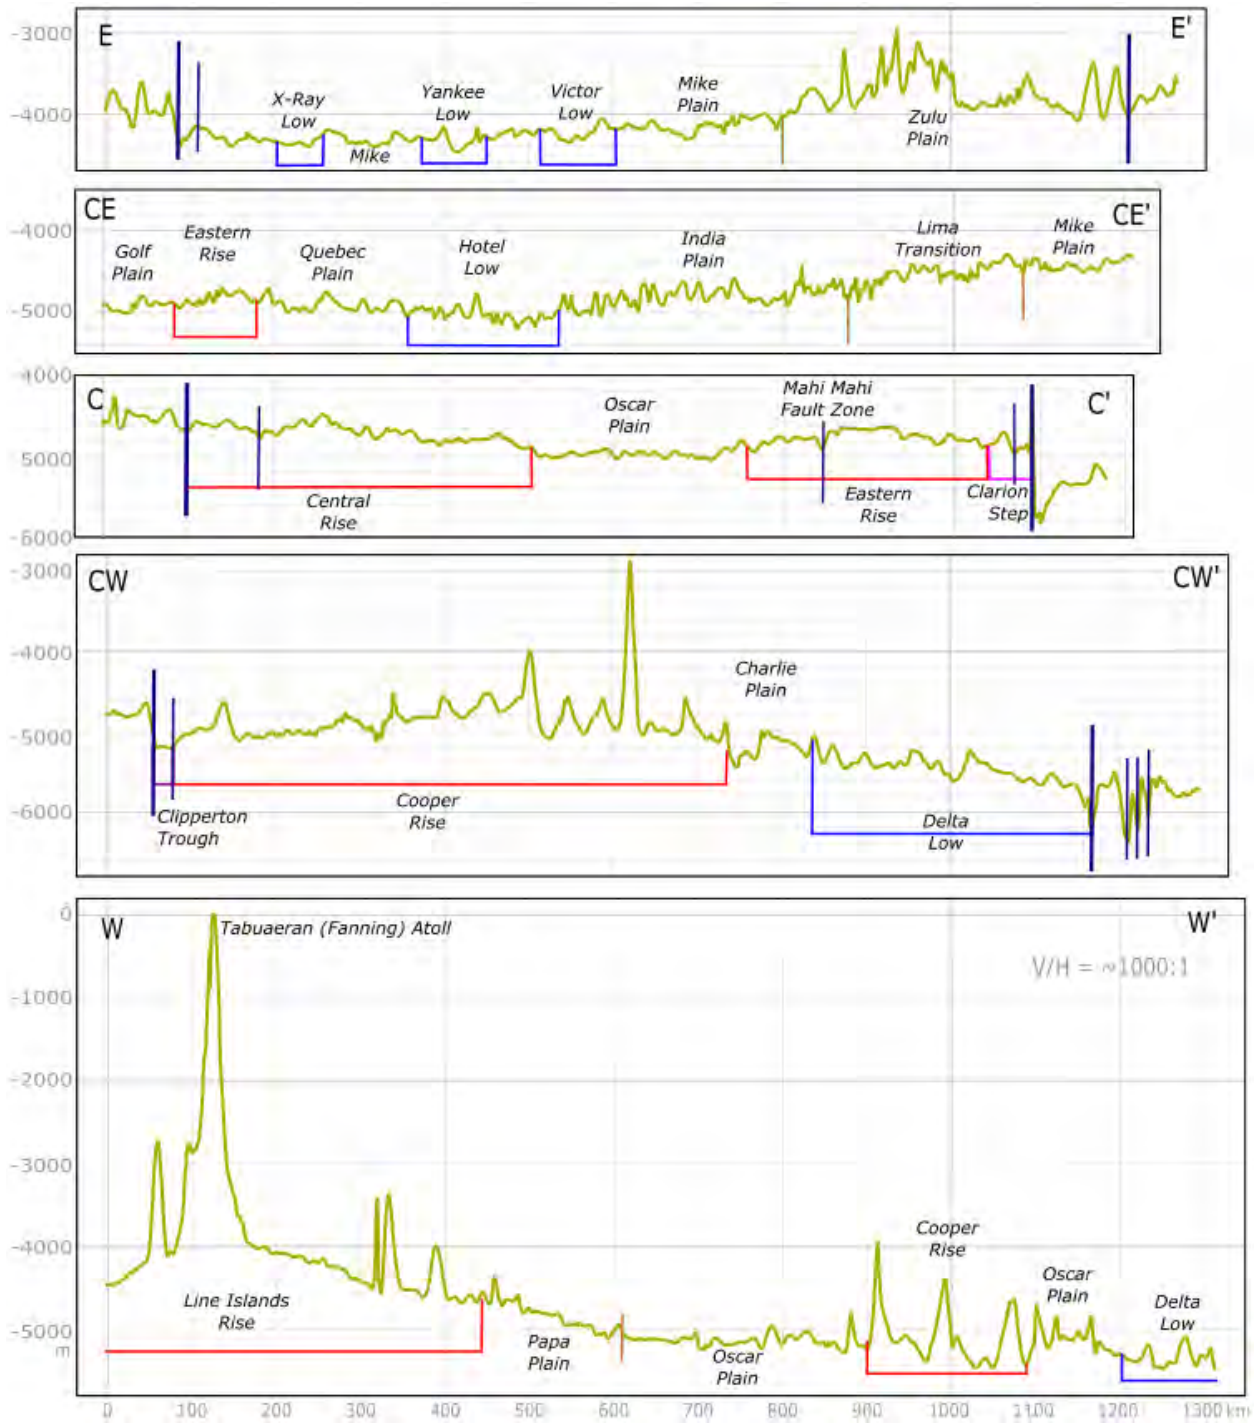 E
E'
-3000
-4000
X-Ray
Low
Mike
Yankee
Low
Victor
Low
Mike
Plain
Zulu
Plain
CE
CE'
-4000
-5000
Golf
Plain
Eastern
Rise
Quebec
Plain
Hotel
Low
India
Plain
Lima
Transition
Mike
Plain
C
C'
-4000
-5000
-6000
Central
Rise
Oscar
Plain
Mahi Mahi
Fault Zone
Eastern
Rise
Clarion
Step
CW
CW'
-3000
-4000
-5000
-6000
Clipperton
Trough
Cooper
Rise
Charlie
Plain
Delta
Low
W
W'
Tabuaeran (Fanning) Atoll
V/H = ~1000:1
0
-1000
-2000
-3000
-4000
-5000
m
Line Islands
Rise
Papa
Plain
Oscar
Plain
Cooper
Rise
Oscar
Plain
Delta
Low
0 100 200 300 400 500 600 700 800 900 1000 1100 1200 1300 km